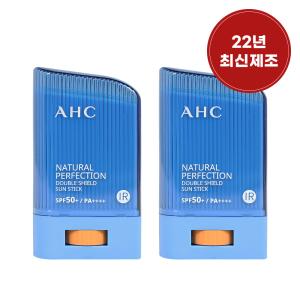 22년
최신제조
AHC
NATURAL
PERFECTION
DOUBLE SHIELD
SUN STICK
SPF50+ / PA++++
IR
AHC
NATURAL
PERFECTION
DOUBLE SHIELD
SUN STICK
SPF50+ / PA++++
IR